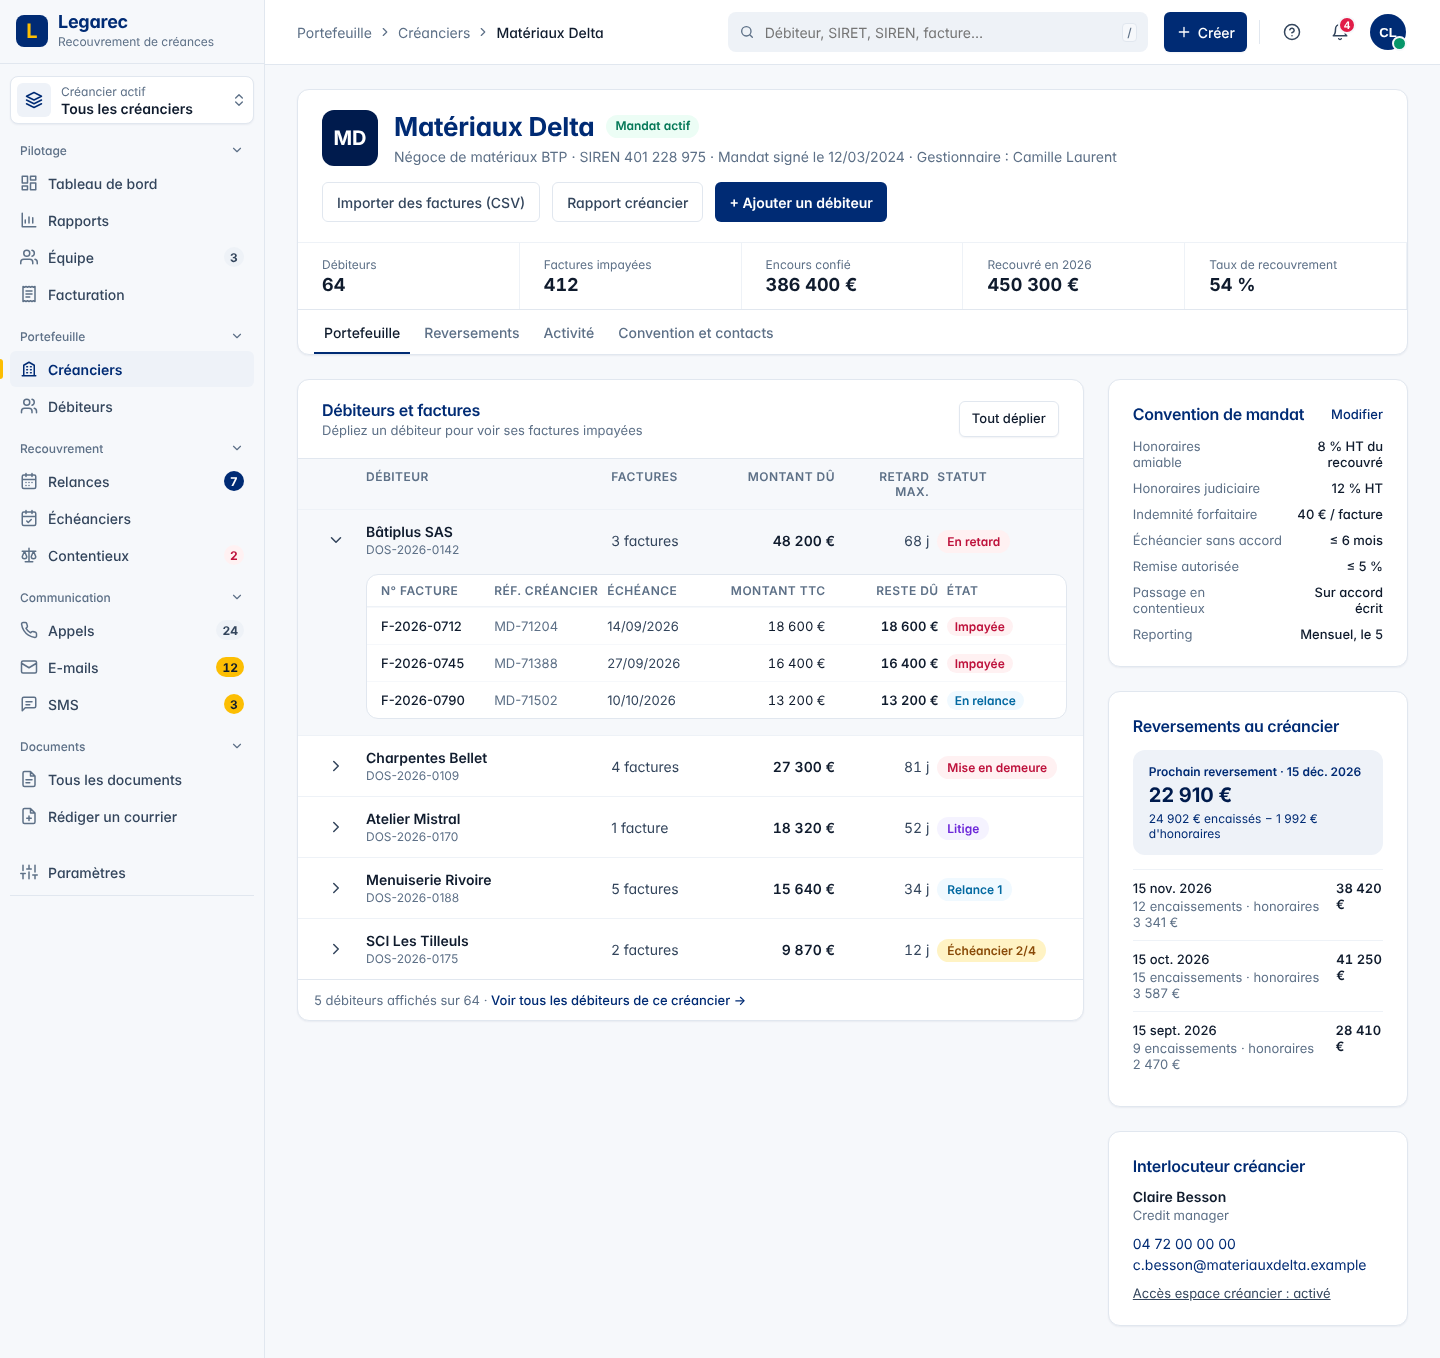 L
Legarec
Recouvrement de créances
Créancier actif
Tous les créanciers
Pilotage
Tableau de bord
Rapports
Équipe 3
Facturation
Portefeuille
Créanciers
Débiteurs
Recouvrement
Relances 7
Échéanciers
Contentieux 2
Communication
Appels 24
E-mails 12
SMS 3
Documents
Tous les documents
Rédiger un courrier
Paramètres
Portefeuille > Créanciers > Matériaux Delta
Débiteur, SIRET, SIREN, facture... /
+ Créer
4
CL
MD
Matériaux Delta Mandat actif
Négoce de matériaux BTP · SIREN 401 228 975 · Mandat signé le 12/03/2024 · Gestionnaire : Camille Laurent
Importer des factures (CSV) Rapport créancier + Ajouter un débiteur
Débiteurs Factures impayées Encours confié Recouvré en 2026 Taux de recouvrement
64 412 386 400 € 450 300 € 54 %
Portefeuille Reversements Activité Convention et contacts
Débiteurs et factures
Dépliez un débiteur pour voir ses factures impayées
Tout déplier
DÉBITEUR FACTURES MONTANT DÛ RETARD MAX. STATUT
Bâtiplus SAS
DOS-2026-0142
3 factures 48 200 € 68 j En retard
N° FACTURE RÉF. CRÉANCIER ÉCHÉANCE MONTANT TTC RESTE DÛ ÉTAT
F-2026-0712 MD-71204 14/09/2026 18 600 € 18 600 € Impayée
F-2026-0745 MD-71388 27/09/2026 16 400 € 16 400 € Impayée
F-2026-0790 MD-71502 10/10/2026 13 200 € 13 200 € En relance
Charpentes Bellet
DOS-2026-0109
4 factures 27 300 € 81 j Mise en demeure
Atelier Mistral
DOS-2026-0170
1 facture 18 320 € 52 j Litige
Menuiserie Rivoire
DOS-2026-0188
5 factures 15 640 € 34 j Relance 1
SCI Les Tilleuls
DOS-2026-0175
2 factures 9 870 € 12 j Échéancier 2/4
5 débiteurs affichés sur 64 · Voir tous les débiteurs de ce créancier →
Convention de mandat Modifier
Honoraires amiable 8 % HT du recouvré
Honoraires judiciaire 12 % HT
Indemnité forfaitaire 40 € / facture
Échéancier sans accord ≤ 6 mois
Remise autorisée ≤ 5 %
Passage en contentieux Sur accord écrit
Reporting Mensuel, le 5
Reversements au créancier
Prochain reversement · 15 déc. 2026
22 910 €
24 902 € encaissés − 1 992 €
d'honoraires
15 nov. 2026 38 420 €
12 encaissements · honoraires
3 341 €
15 oct. 2026 41 250 €
15 encaissements · honoraires
3 587 €
15 sept. 2026 28 410 €
9 encaissements · honoraires
2 470 €
Interlocuteur créancier
Claire Besson
Credit manager
04 72 00 00 00
c.besson@materiauxdelta.example
Accès espace créancier : activé